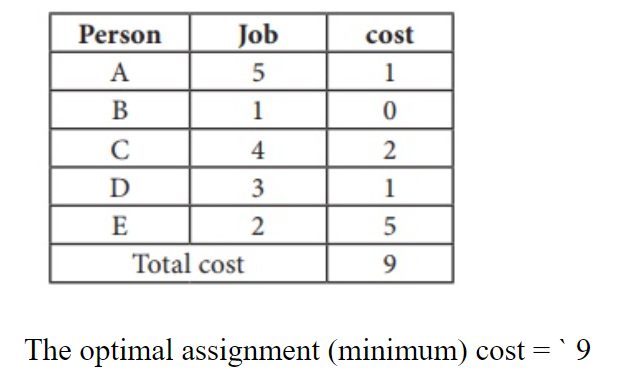 Person Job cost
A 5 1
B 1 0
C 4 2
D 3 1
E 2 5
Total cost 9
The optimal assignment (minimum) cost = ` 9